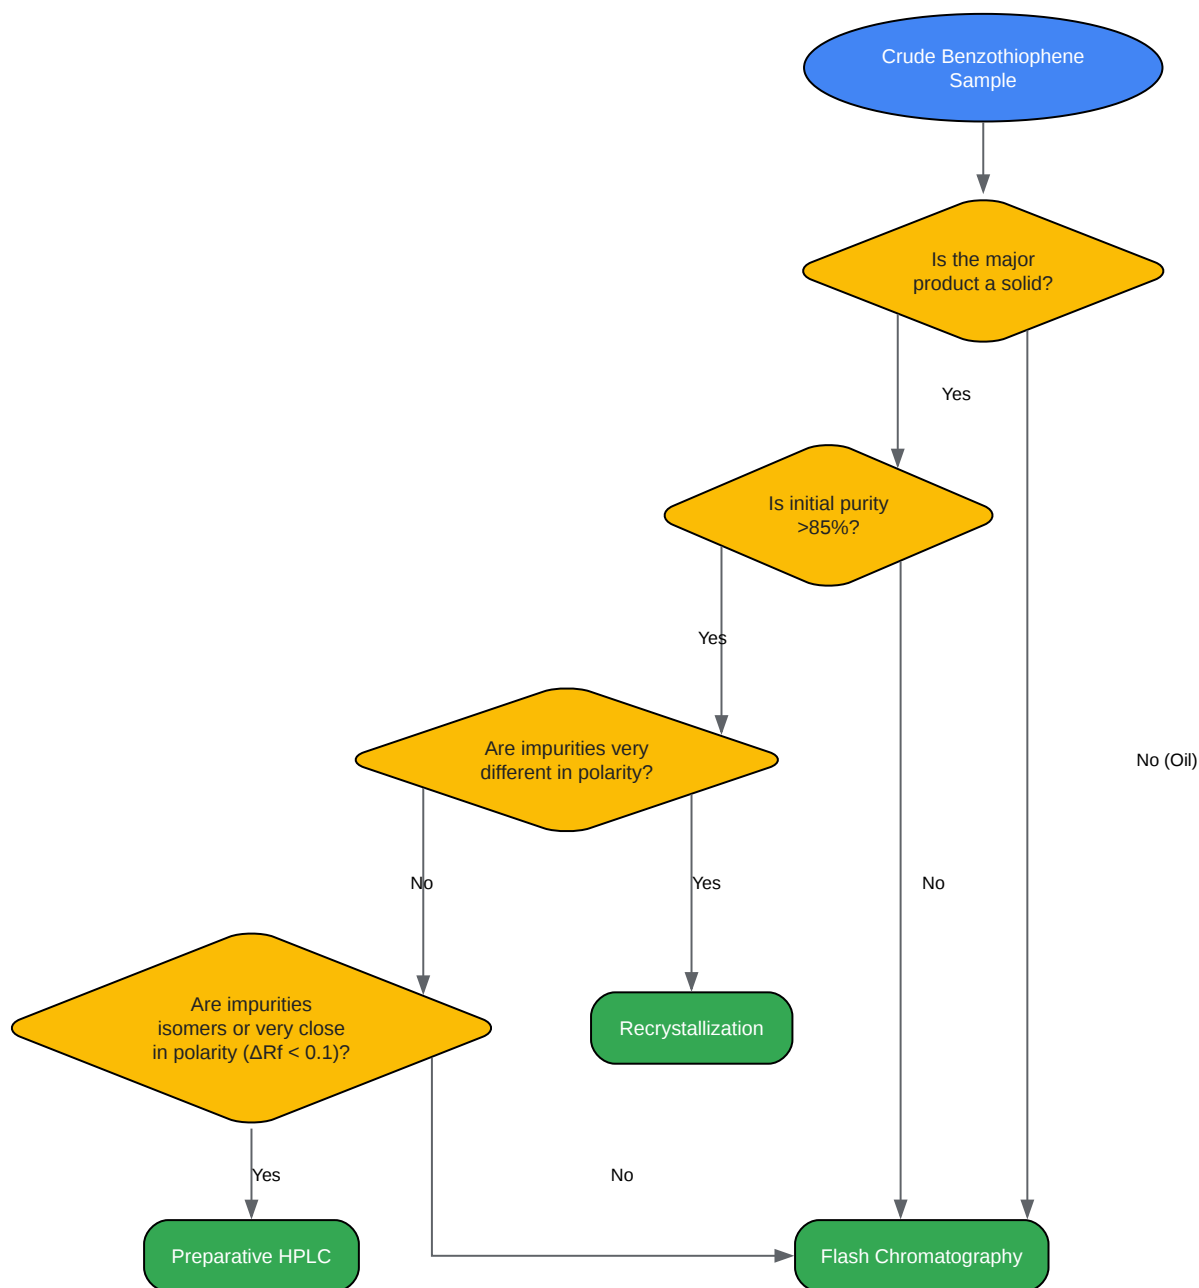 Crude Benzothiophene
Sample
Is the major
product a solid?
Yes
Is initial purity
>85%?
Yes
Are impurities very
different in polarity?
No (Oil)
No
Yes
No
Are impurities
isomers or very close
in polarity (ΔRf < 0.1)?
Recrystallization
Yes
No
Preparative HPLC
Flash Chromatography